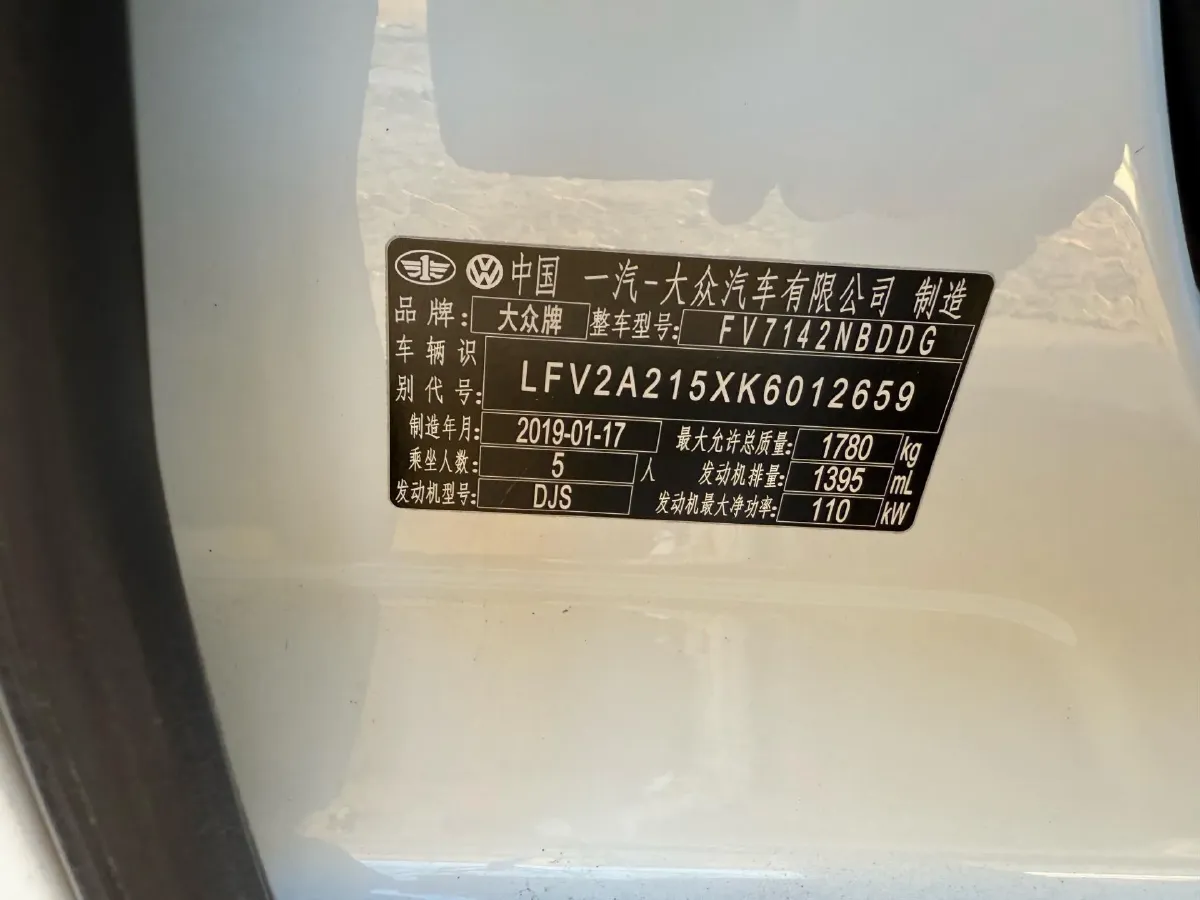 中国 一汽-大众汽车有限公司 制造
品牌: 大众牌 整车型号: FV7142NBDDG
车辆识别代号: LFV2A215XK6012659
制造年月: 2019-01-17 最大允许总质量: 1780 kg
乘坐人数: 5 人 发动机排量: 1395 mL
发动机型号: DJS 发动机最大净功率: 110 kW